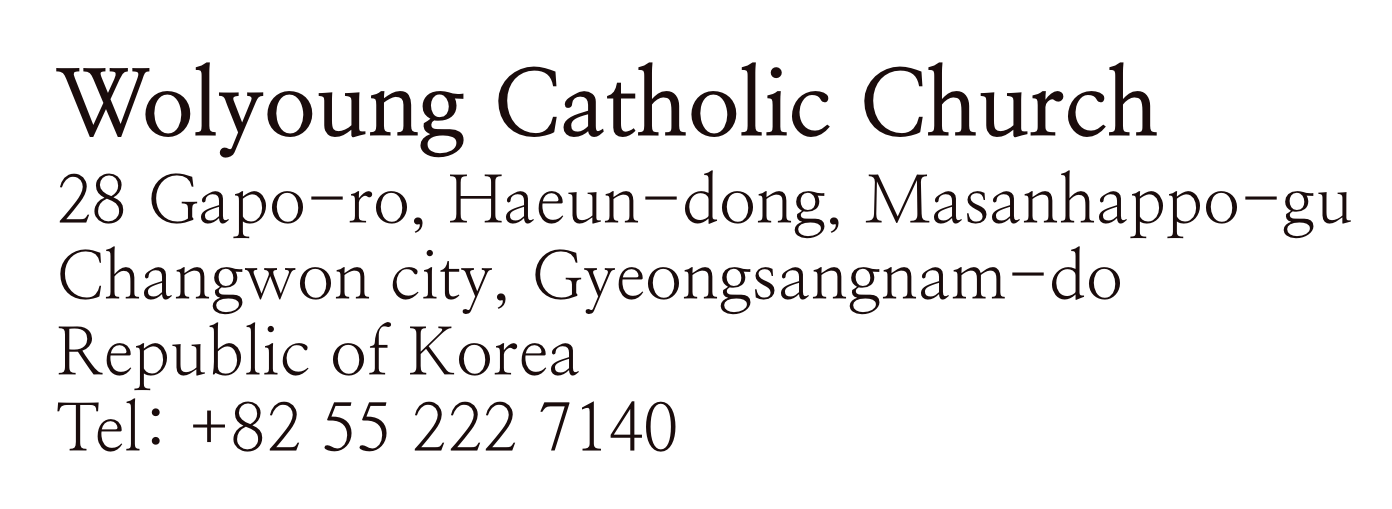 Wolyoung Catholic Church
28 Gapo-ro, Haeun-dong, Masanhappo-gu
Changwon city, Gyeongsangnam-do
Republic of Korea
Tel: +82 55 222 7140